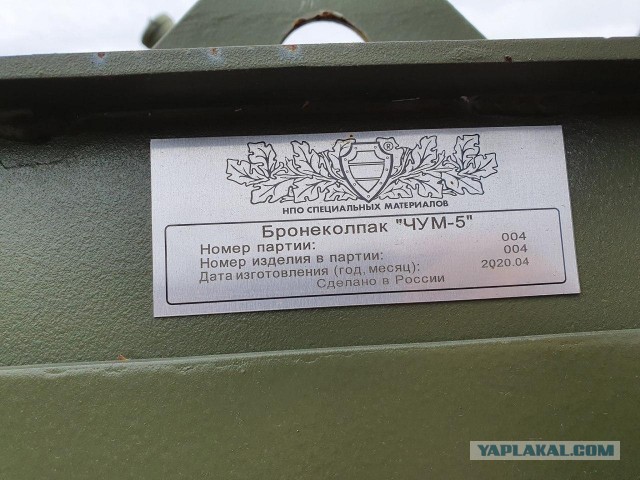 ®
НПО СПЕЦИАЛЬНЫХ МАТЕРИАЛОВ
Бронеколпак "ЧУМ-5"
Номер партии: 004
Номер изделия в партии: 004
Дата изготовления (год, месяц): 2020.04
Сделано в России
YAPLAKAL.COM